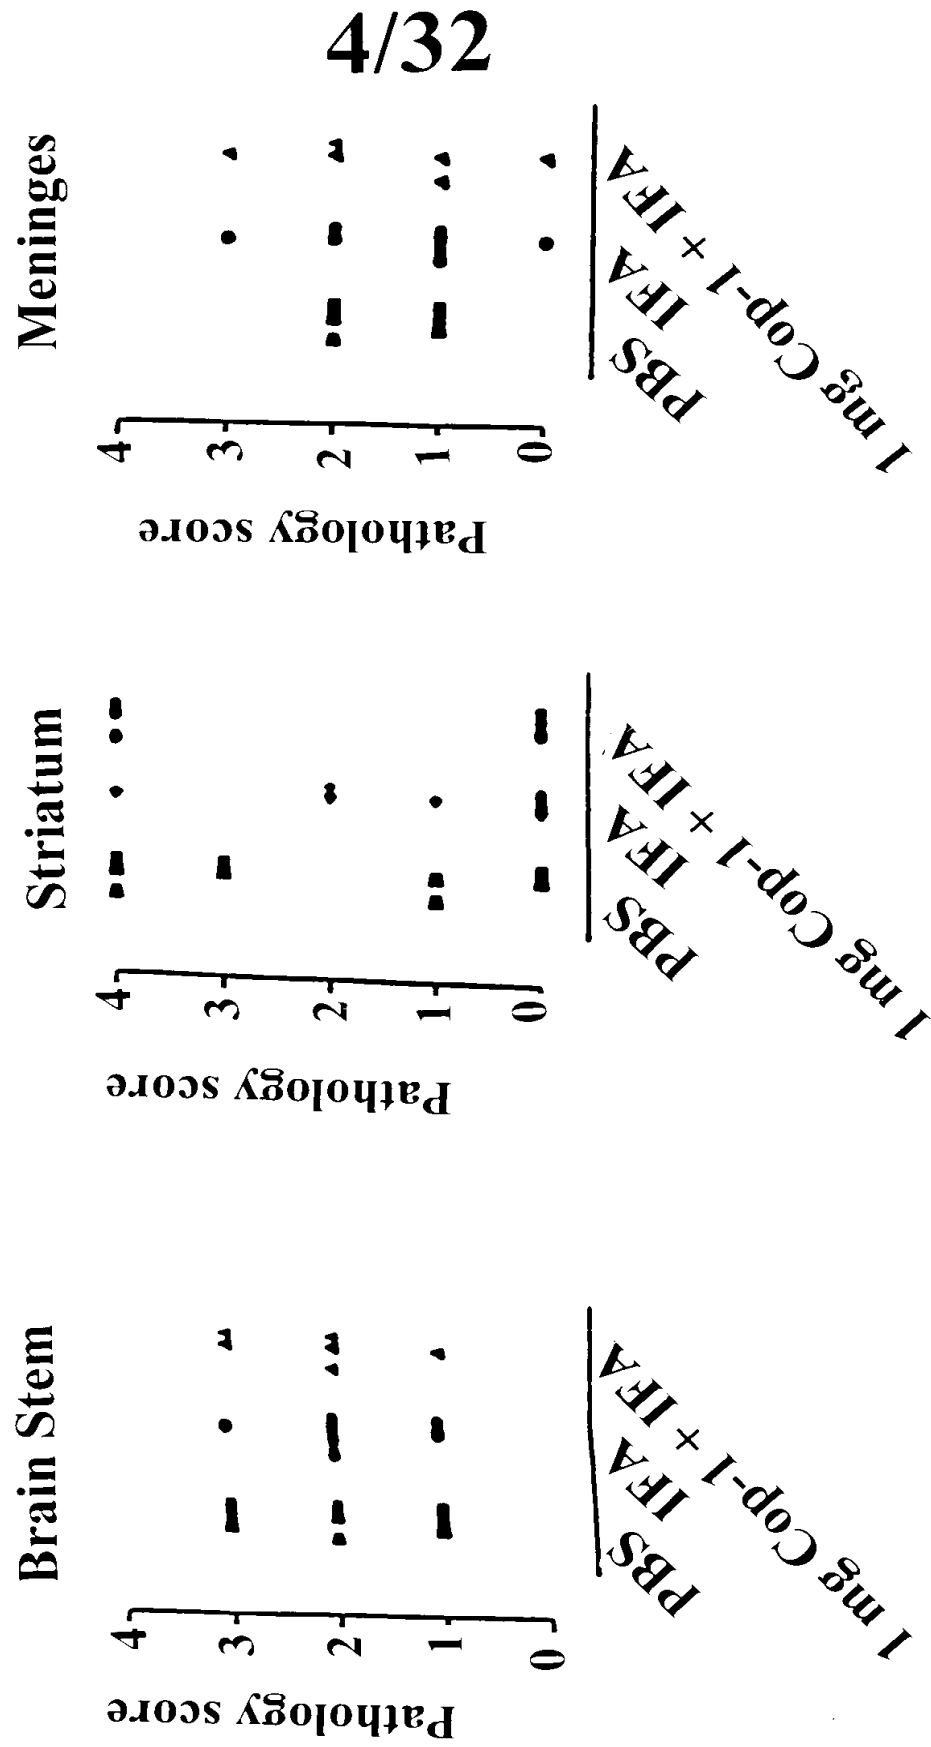 4/32
Brain Stem
Pathology score
4
3
2
1
0
PBS
IFA
1 mg Cop-1 + IFA
Striatum
Pathology score
4
3
2
1
0
PBS
IFA
1 mg Cop-1 + IFA
Meninges
Pathology score
4
3
2
1
0
PBS
IFA
1 mg Cop-1 + IFA